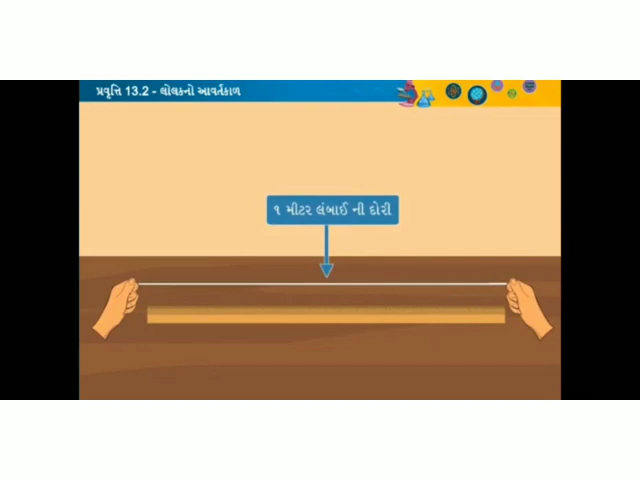 પ્રવૃત્તિ 13.2 - લોલકનો આવર્તકાળ
૧ મીટર લંબાઈ ની દોરી